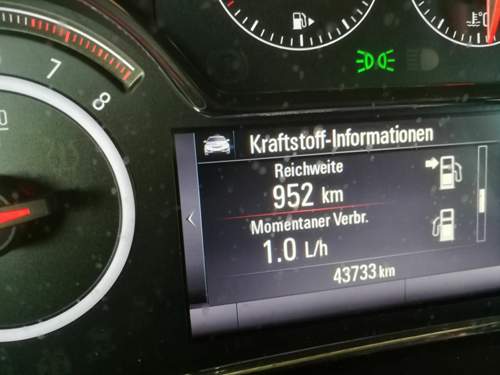 7
8
Kraftstoff-Informationen
Reichweite
952 km
Momentaner Verbr.
1.0 L/h
43733 km